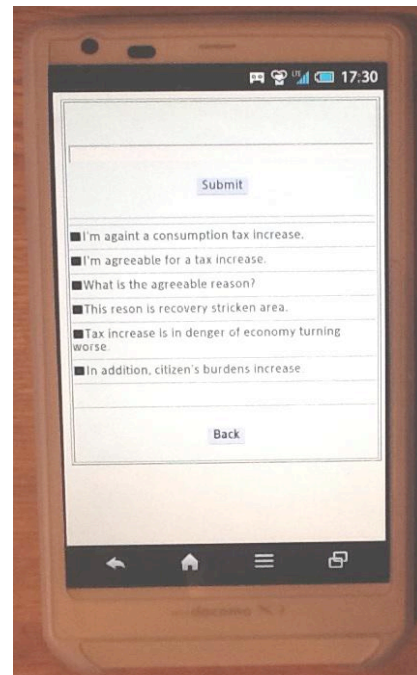 LTE 17:30
Submit
■I'm againt a consumption tax increase.
■I'm agreeable for a tax increase.
■What is the agreeable reason?
■This reson is recovery stricken area.
■Tax increase is in denger of economy turning
worse.
■In addition, citizen's burdens increase
Back
docomo